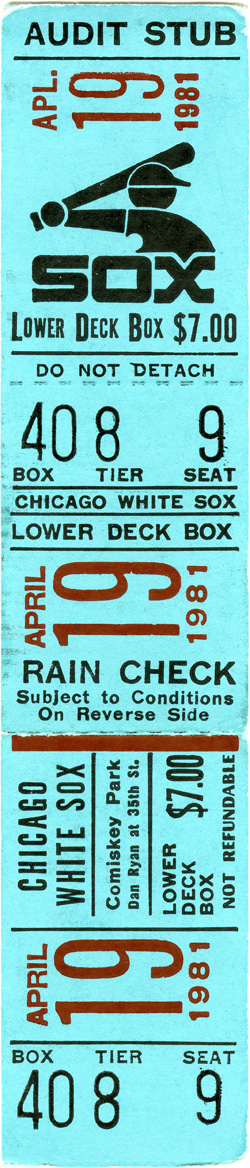 AUDIT STUB
APL. 19 1981
SOX
LOWER DECK BOX $7.00
DO NOT DETACH
40 8 9
BOX TIER SEAT
CHICAGO WHITE SOX
LOWER DECK BOX
APRIL 19 1981
RAIN CHECK
Subject to Conditions
On Reverse Side
CHICAGO
WHITE SOX
Comiskey Park
Dan Ryan at 35th St.
LOWER
DECK
BOX
$7.00
NOT REFUNDABLE
APRIL 19 1981
BOX TIER SEAT
40 8 9